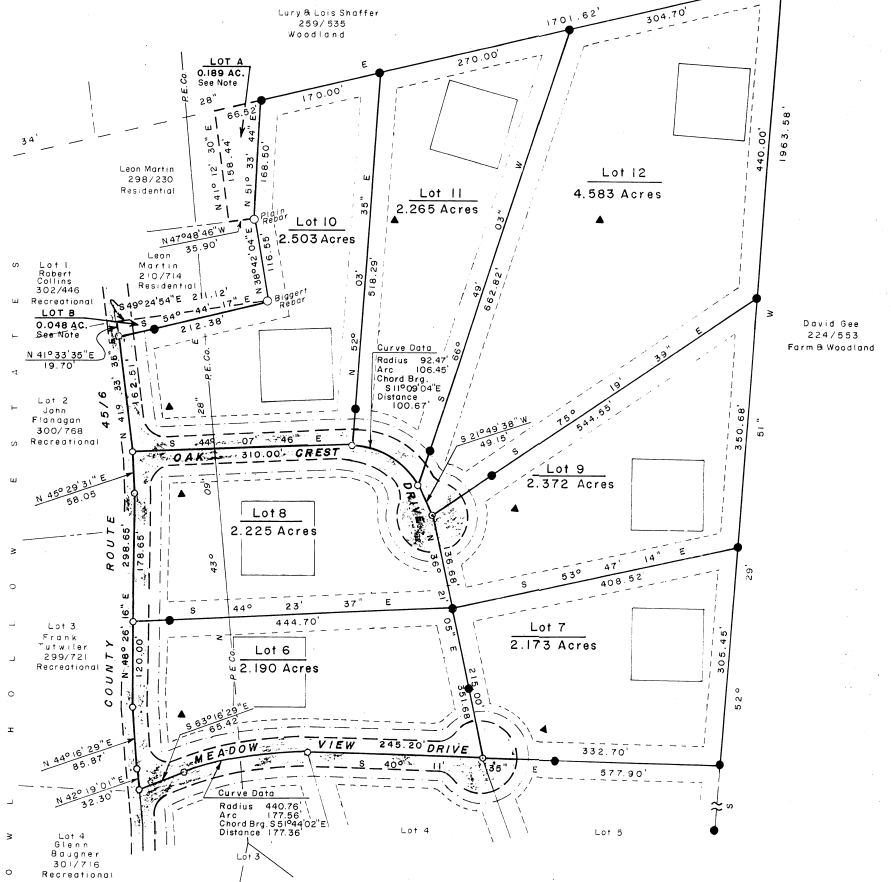 Lury & Lois Shaffer
259/535
Woodland
1701.62'
304.70'
E
270.00'
LOT A
0.189 AC.
See Note
P.E.Co.
28"
66.52
170.00'
34'
N 41° 12' 30" E
158.44'
N 51° 33' 44" E
168.50'
440.00'
1963.58'
Leon Martin
298/230
Residential
Lot 10
2.503 Acres
Lot 11
2.265 Acres
Lot 12
4.583 Acres
Plain
Rebar
N 47° 48' 46" W
35.90'
N 38° 42' 04" E
116.55'
Leon
Martin
210/714
Residential
Lot 1
Robert
Collins
302/446
Recreational
LOT B
0.048 AC.
See Note
S 49° 24' 54" E 211.12'
S 54° 44' 17" E
212.38'
Biggert
Rebar
N 52° 03' 35" E
518.29'
S 66° 49' 03" W
662.82'
David Gee
224/553
Farm & Woodland
N 41° 33' 35" E
19.70'
Curve Data
Radius 92.47'
Arc 106.45'
Chord Brg.
S 11° 09' 04" E
Distance
100.67'
S 75° 19' 39" E
544.55'
S 21° 49' 38" W
49.15'
Lot 2
John
Flanagan
300/768
Recreational
162.51
S 44° 07' 46" E
OAK 310.00' CREST
DRIVE
N 45° 29' 31" E
58.05
Lot 8
2.225 Acres
Lot 9
2.372 Acres
350.68'
COUNTY ROUTE 45/6
298.65'
178.65'
N 43° 09' 28" E
P.E.Co.
N 36° 21' 05" E
136.68'
S 53° 47' 14" E
408.52
S 44° 23' 37" E
444.70'
Lot 3
Frank
Tutwiler
299/721
Recreational
N 48° 26' 16" E
120.00'
Lot 6
2.190 Acres
P.E.Co.
Lot 7
2.173 Acres
215.00'
351.68'
305.45'
S 52° 29' 51" W
S 63° 16' 29" E
65.42
N 44° 16' 29" E
85.87'
N 42° 19' 01" E
32.30'
MEADOW VIEW 245.20' DRIVE
S 40° 11' 35" E
332.70'
577.90'
Curve Data
Radius 440.76'
Arc 177.56'
Chord Brg. S 51° 44' 02" E
Distance 177.36'
Lot 4
Glenn
Baugner
301/716
Recreational
Lot 3
Lot 4
Lot 5
OWL HOLLOW ESTATES